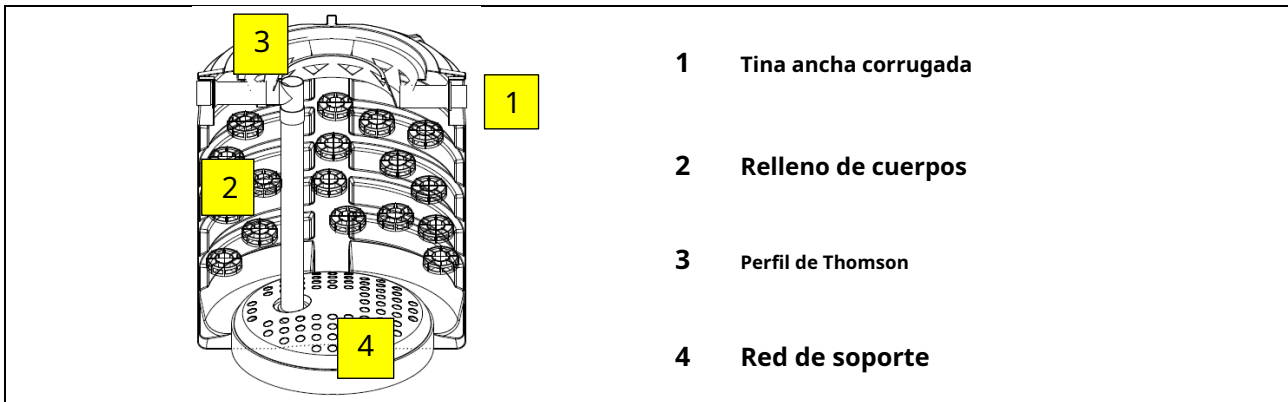 3
1
2
4
1 Tina ancha corrugada
2 Relleno de cuerpos
3 Perfil de Thomson
4 Red de soporte